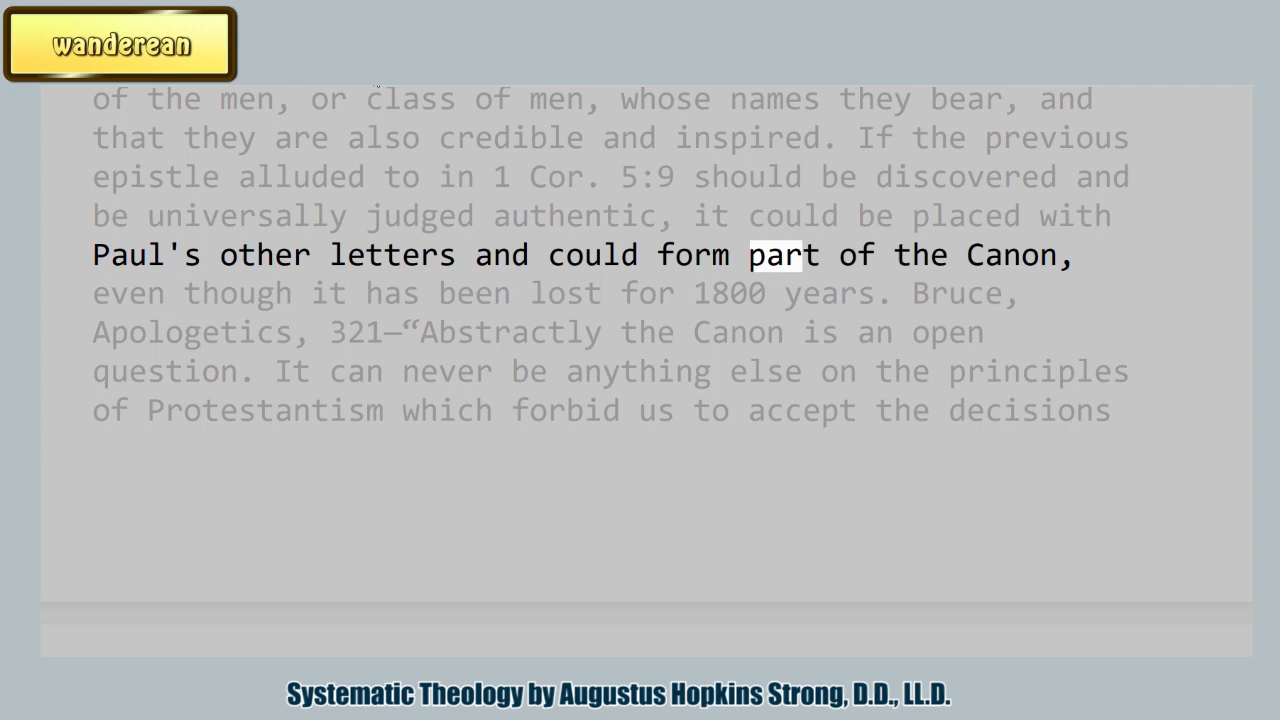 wanderean
of the men, or class of men, whose names they bear, and
that they are also credible and inspired. If the previous
epistle alluded to in 1 Cor. 5:9 should be discovered and
be universally judged authentic, it could be placed with
Paul's other letters and could form part of the Canon,
even though it has been lost for 1800 years. Bruce,
Apologetics, 321—“Abstractly the Canon is an open
question. It can never be anything else on the principles
of Protestantism which forbid us to accept the decisions
Systematic Theology by Augustus Hopkins Strong, D.D., LL.D.